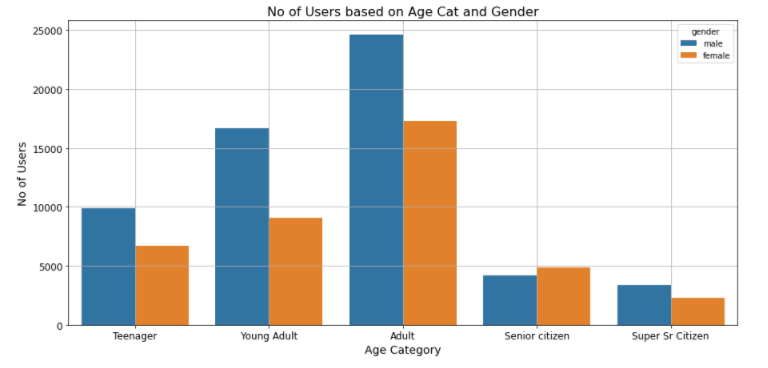 No of Users based on Age Cat and Gender
gender
male
female
No of Users
25000
20000
15000
10000
5000
0
Teenager Young Adult Adult Senior citizen Super Sr Citizen
Age Category